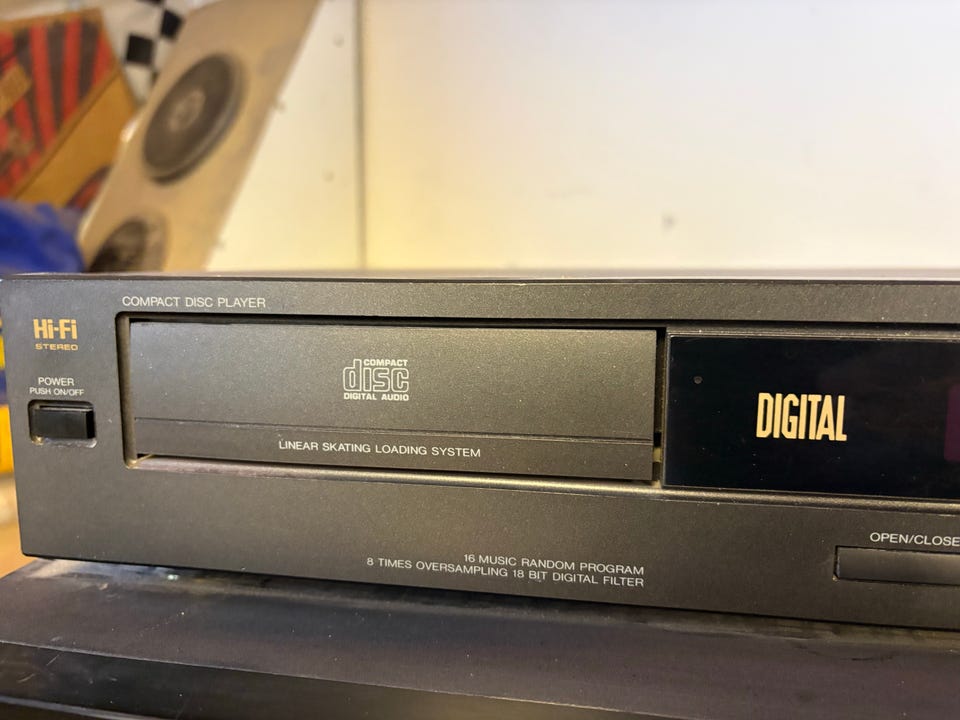 COMPACT DISC PLAYER
Hi-Fi
STEREO
POWER
PUSH ON/OFF
COMPACT
disc
DIGITAL AUDIO
LINEAR SKATING LOADING SYSTEM
DIGITAL
OPEN/CLOSE
16 MUSIC RANDOM PROGRAM
8 TIMES OVERSAMPLING 18 BIT DIGITAL FILTER